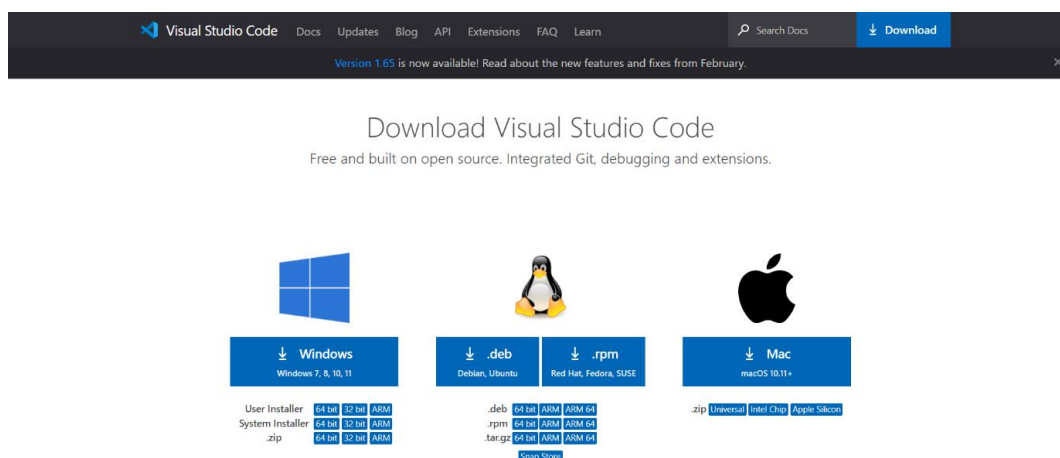 Visual Studio Code Docs Updates Blog API Extensions FAQ Learn Search Docs Download
Version 1.65 is now available! Read about the new features and fixes from February.
Download Visual Studio Code
Free and built on open source. Integrated Git, debugging and extensions.
Windows
Windows 7, 8, 10, 11
User Installer 64 bit 32 bit ARM
System Installer 64 bit 32 bit ARM
.zip 64 bit 32 bit ARM
.deb
Debian, Ubuntu
.rpm
Red Hat, Fedora, SUSE
.deb 64 bit ARM ARM 64
.rpm 64 bit ARM ARM 64
.tar.gz 64 bit ARM ARM 64
Snap Store
Mac
macOS 10.11+
.zip Universal Intel Chip Apple Silicon